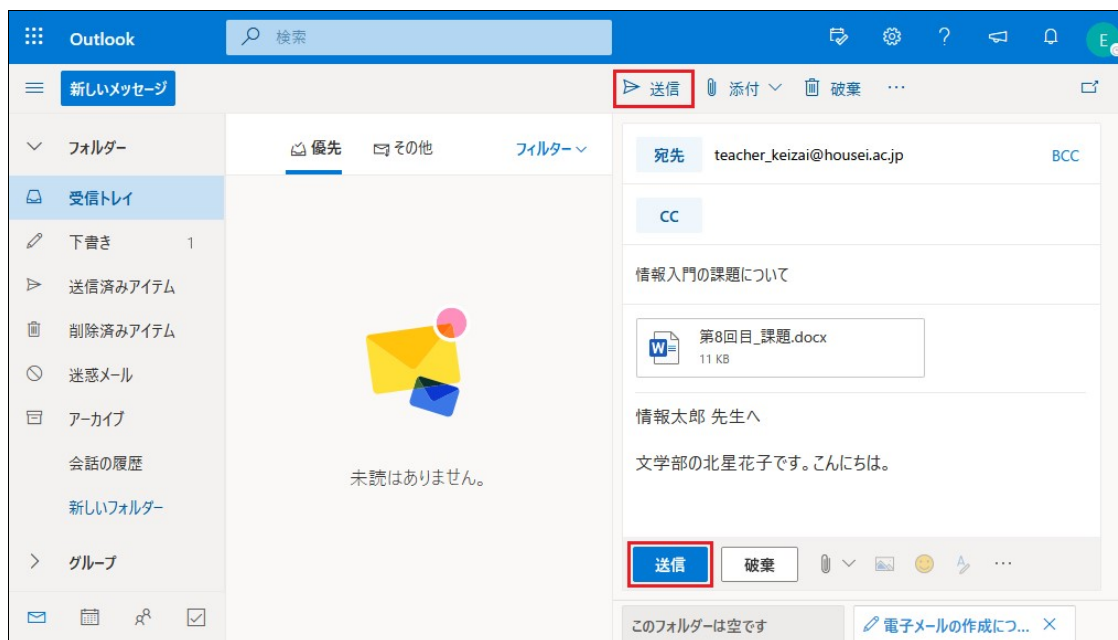 Outlook
検索
E
新しいメッセージ
送信 添付 破棄 …
フォルダー
優先 その他 フィルター
宛先 teacher_keizai@housei.ac.jp BCC
受信トレイ
CC
下書き 1
送信済みアイテム
情報入門の課題について
削除済みアイテム
第8回目_課題.docx
11 KB
迷惑メール
アーカイブ
情報太郎 先生へ
会話の履歴
文学部の北星花子です。こんにちは。
未読はありません。
新しいフォルダー
グループ
送信 破棄 …
このフォルダーは空です 電子メールの作成につ... ×